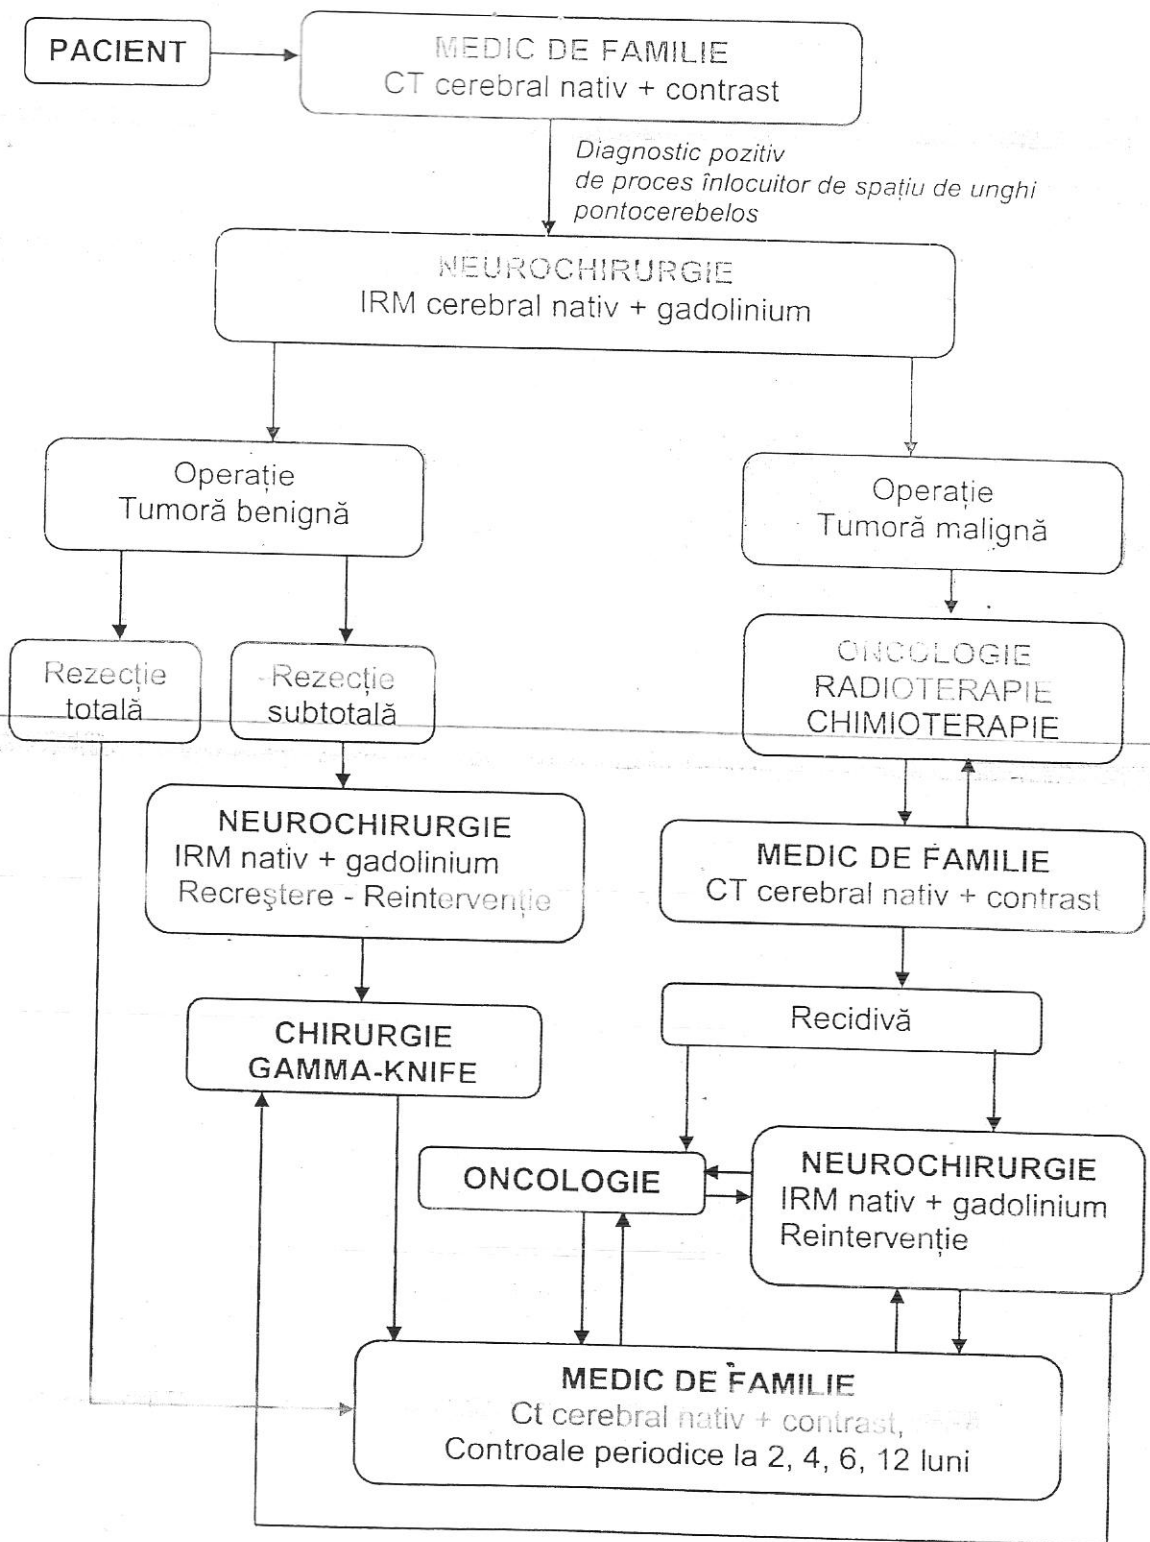 PACIENT
MEDIC DE FAMILIE
CT cerebral nativ + contrast
Diagnostic pozitiv
de proces înlocuitor de spațiu de unghi
pontocerebelos
NEUROCHIRURGIE
IRM cerebral nativ + gadolinium
Operație
Tumoră benignă
Operație
Tumoră malignă
Rezecție
totală
Rezecție
subtotală
ONCOLOGIE
RADIOTERAPIE
CHIMIOTERAPIE
NEUROCHIRURGIE
IRM nativ + gadolinium
Recreştere - Reintervenție
MEDIC DE FAMILIE
CT cerebral nativ + contrast
CHIRURGIE
GAMMA-KNIFE
Recidivă
ONCOLOGIE
NEUROCHIRURGIE
IRM nativ + gadolinium
Reintervenție
MEDIC DE FAMILIE
Ct cerebral nativ + contrast,
Controale periodice la 2, 4, 6, 12 luni